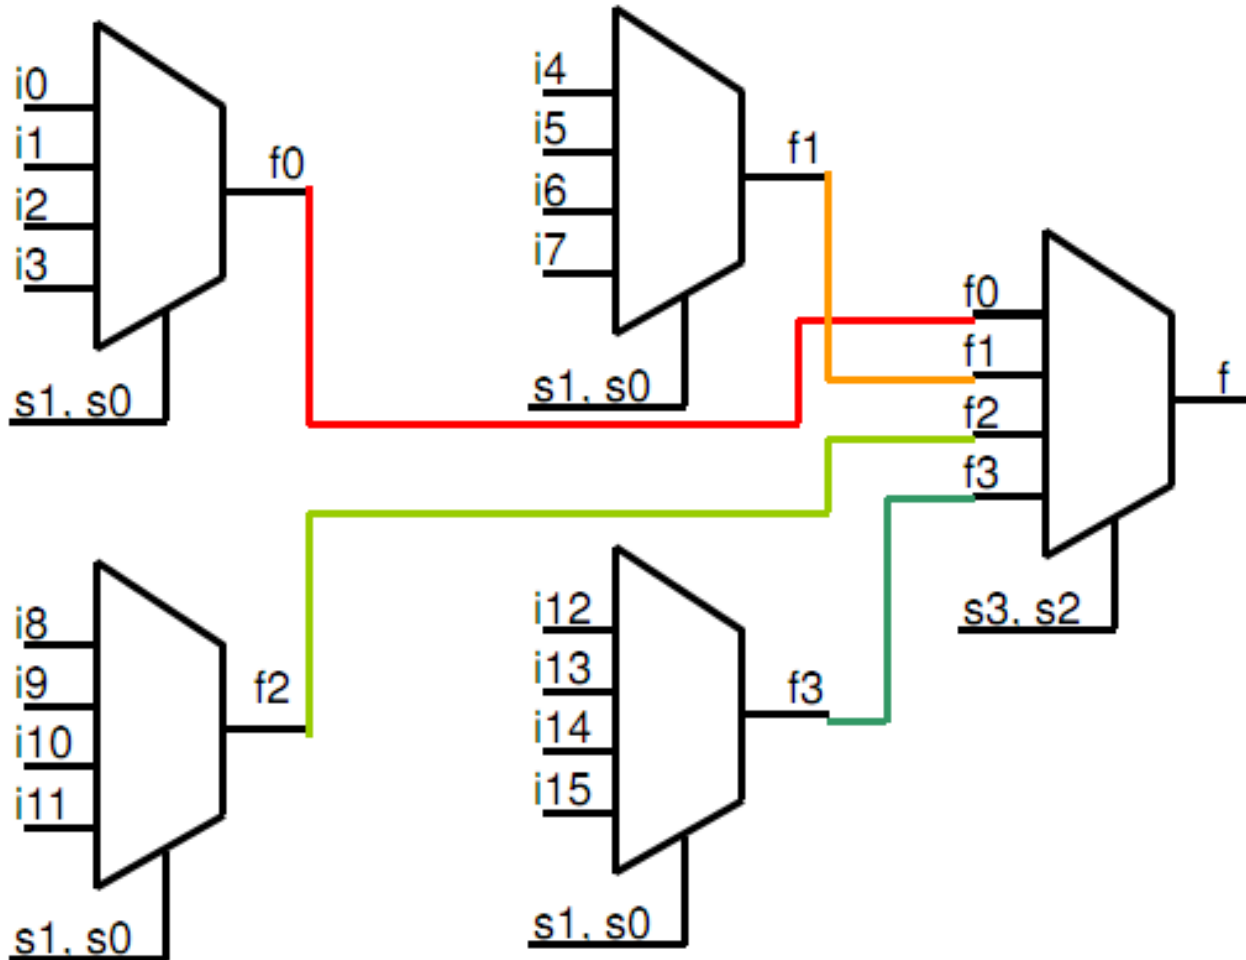 i0
i1
i2
i3
f0
s1, s0
i4
i5
i6
i7
f1
s1, s0
f0
f1
f2
f3
f
s3, s2
i8
i9
i10
i11
f2
s1, s0
i12
i13
i14
i15
f3
s1, s0